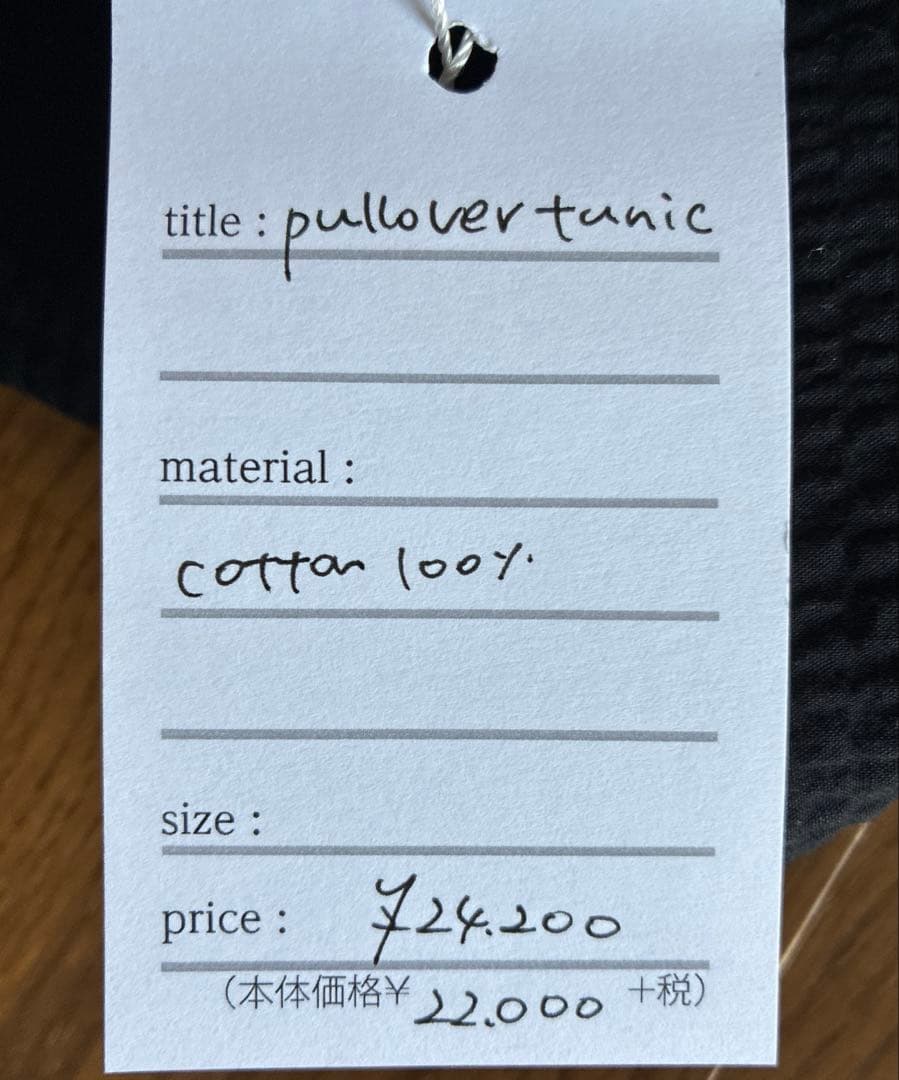 title : pullover tunic
material :
cotton 100%
size :
price : ¥24.200
(本体価格¥ 22.000 +税)